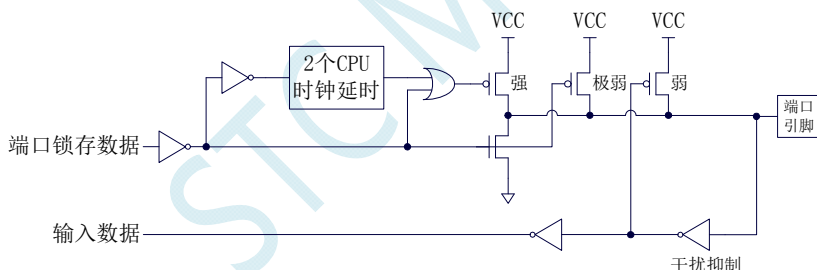 VCC
VCC
VCC
2个CPU
时钟延时
强
极弱
弱
端口
引脚
端口锁存数据
输入数据
干扰抑制
STCM